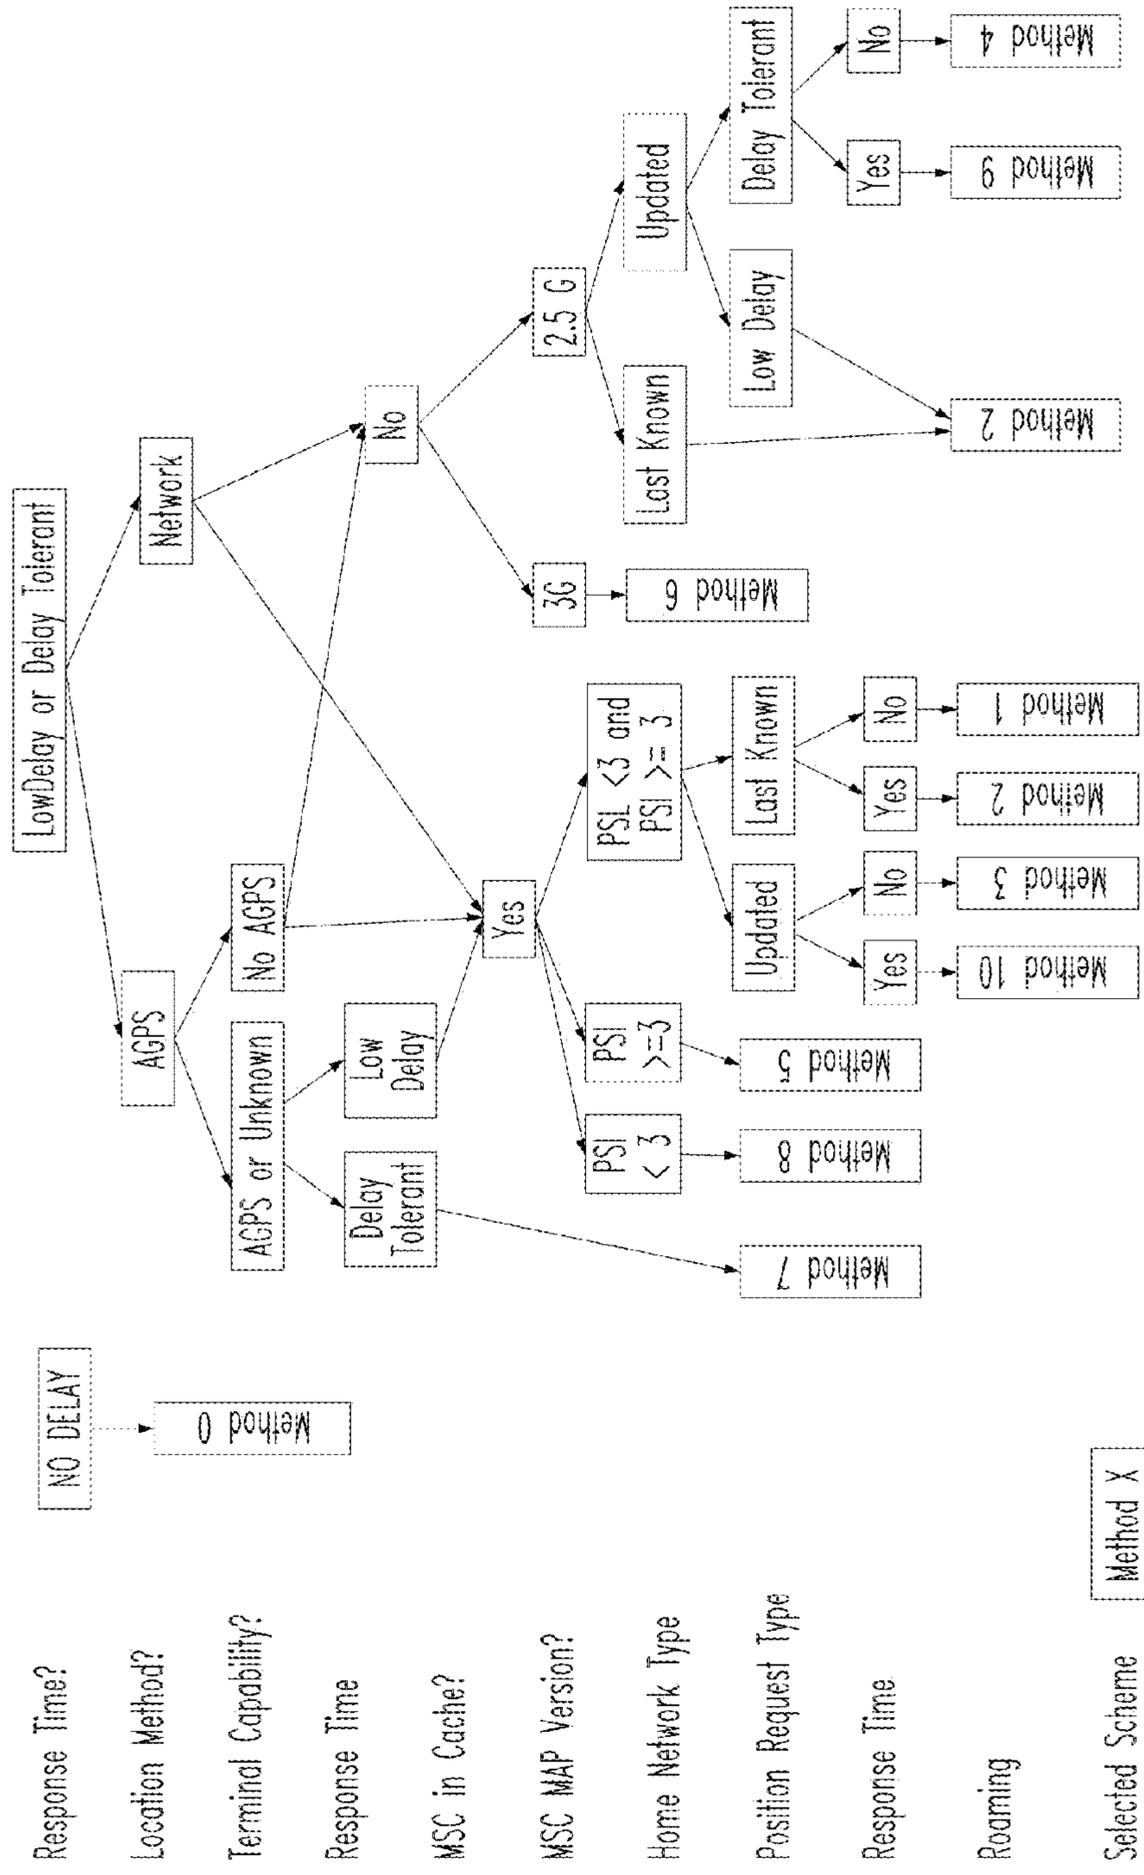 Response Time?
Location Method?
Terminal Capability?
Response Time
MSC in Cache?
MSC MAP Version?
Home Network Type
Position Request Type
Response Time
Roaming
Selected Scheme
NO DELAY
Method 0
Method X
LowDelay or Delay Tolerant
AGPS
Network
AGPS or Unknown
No AGPS
Delay
Tolerant
Low
Delay
No
Yes
PSI
< 3
PSI
>=3
PSL <3 and
PSI >= 3
3G
2.5 G
Method 7
Method 8
Method 5
Method 6
Updated
Last Known
Last Known
Updated
Low Delay
Delay Tolerant
Yes
No
Yes
No
Yes
No
Method 10
Method 3
Method 2
Method 1
Method 2
Method 9
Method 4